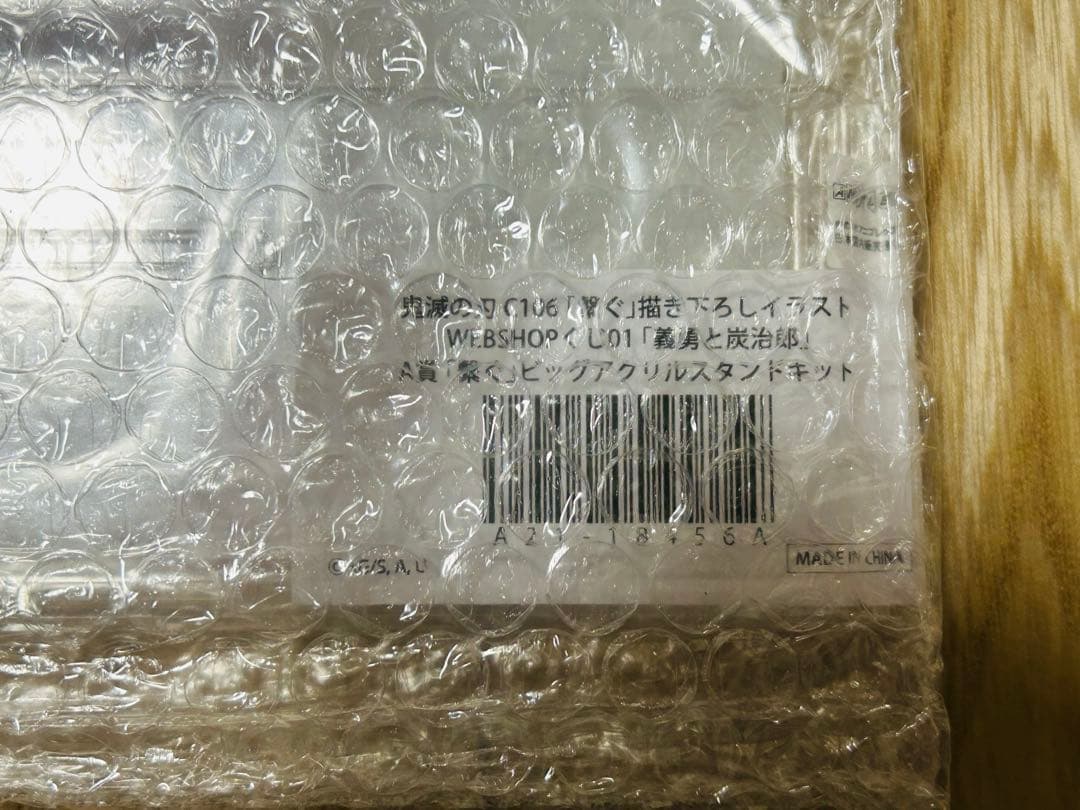 鬼滅の刃 C106「繋ぐ」描き下ろしイラスト
WEBSHOPくじ01「義勇と炭治郎」
A賞「繋ぐ」ビッグアクリルスタンドキット
A21-18456A
MADE IN CHINA